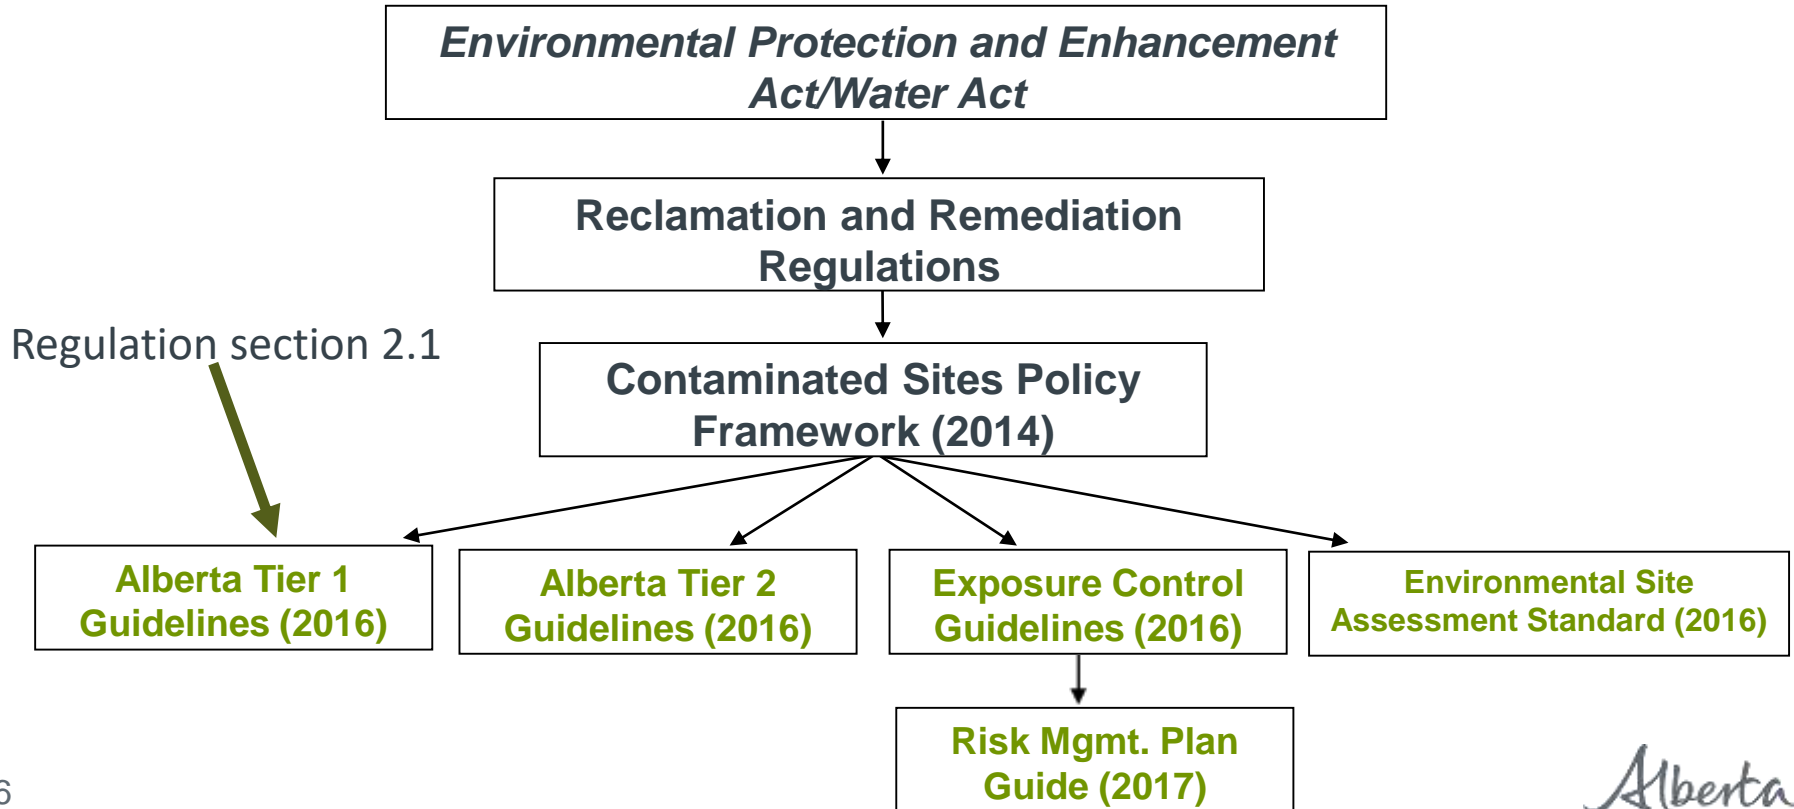 Environmental Protection and Enhancement
Act/Water Act
Reclamation and Remediation
Regulations
Regulation section 2.1
Contaminated Sites Policy
Framework (2014)
Alberta Tier 1
Guidelines (2016)
Alberta Tier 2
Guidelines (2016)
Exposure Control
Guidelines (2016)
Environmental Site
Assessment Standard (2016)
Risk Mgmt. Plan
Guide (2017)
6
Alberta